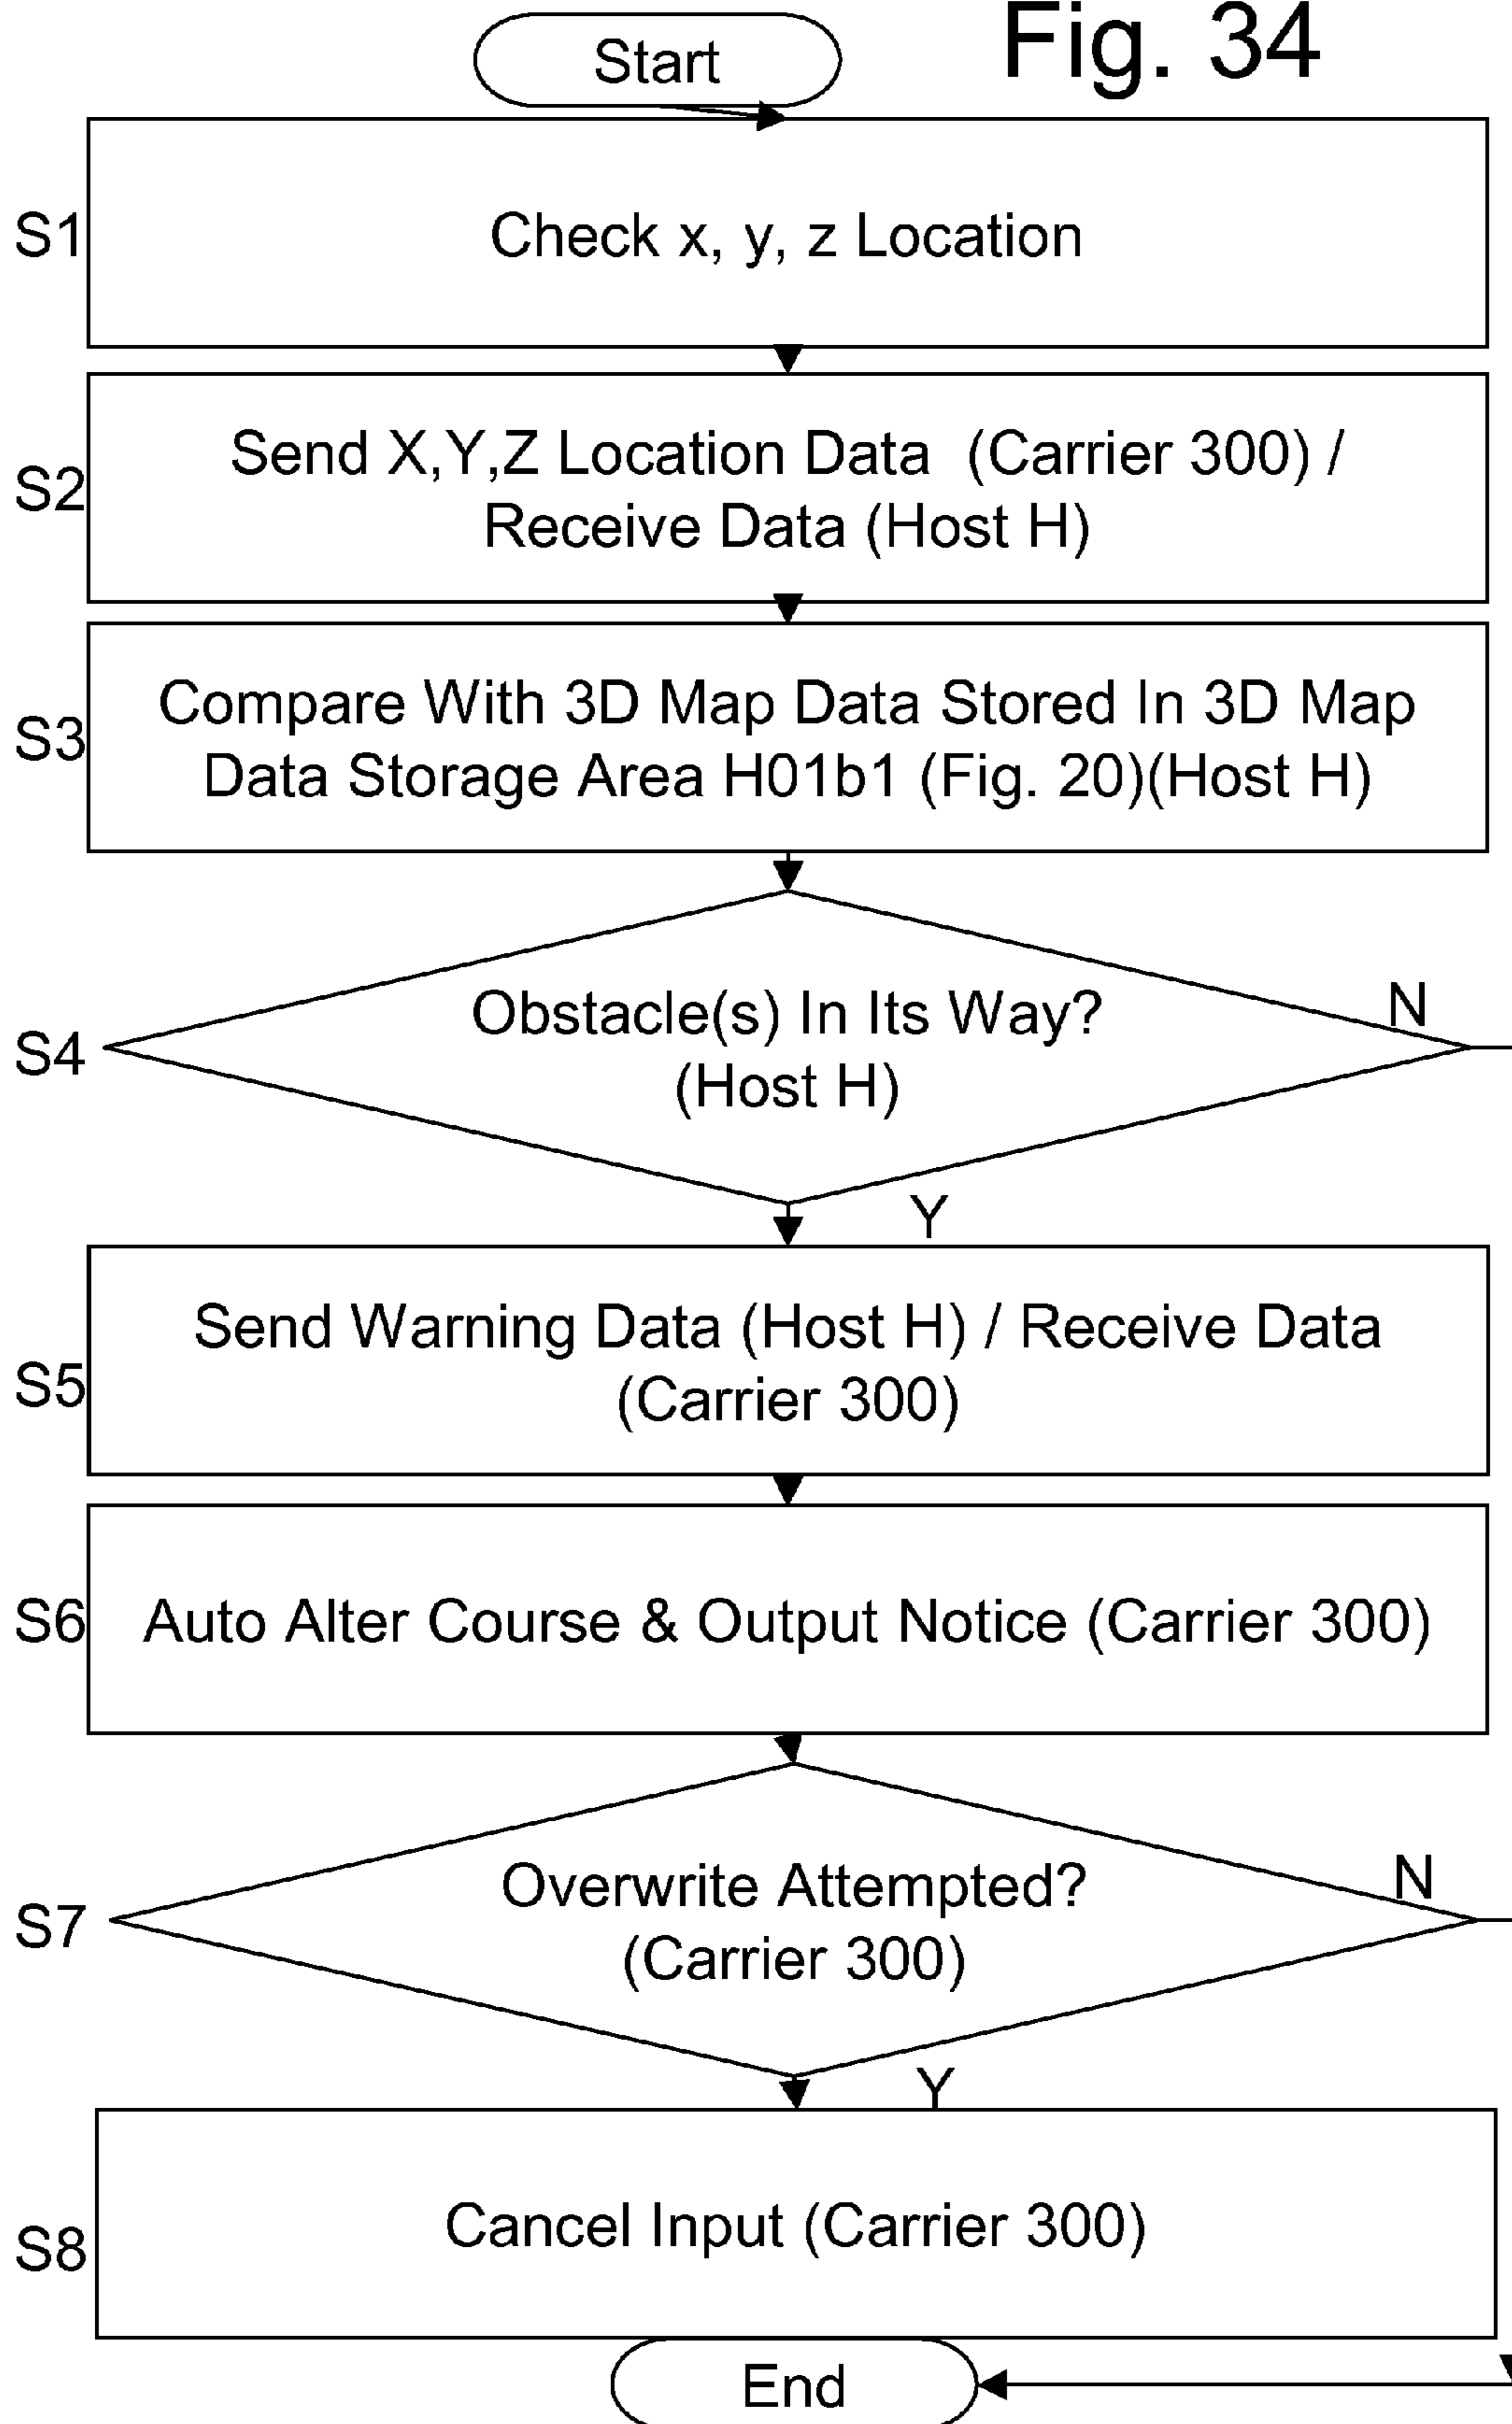 Fig. 34
Start
S1
Check x, y, z Location
S2
Send X,Y,Z Location Data (Carrier 300) /
Receive Data (Host H)
S3
Compare With 3D Map Data Stored In 3D Map
Data Storage Area H01b1 (Fig. 20)(Host H)
S4
Obstacle(s) In Its Way?
(Host H)
N
Y
S5
Send Warning Data (Host H) / Receive Data
(Carrier 300)
S6
Auto Alter Course & Output Notice (Carrier 300)
S7
Overwrite Attempted?
(Carrier 300)
N
Y
S8
Cancel Input (Carrier 300)
End